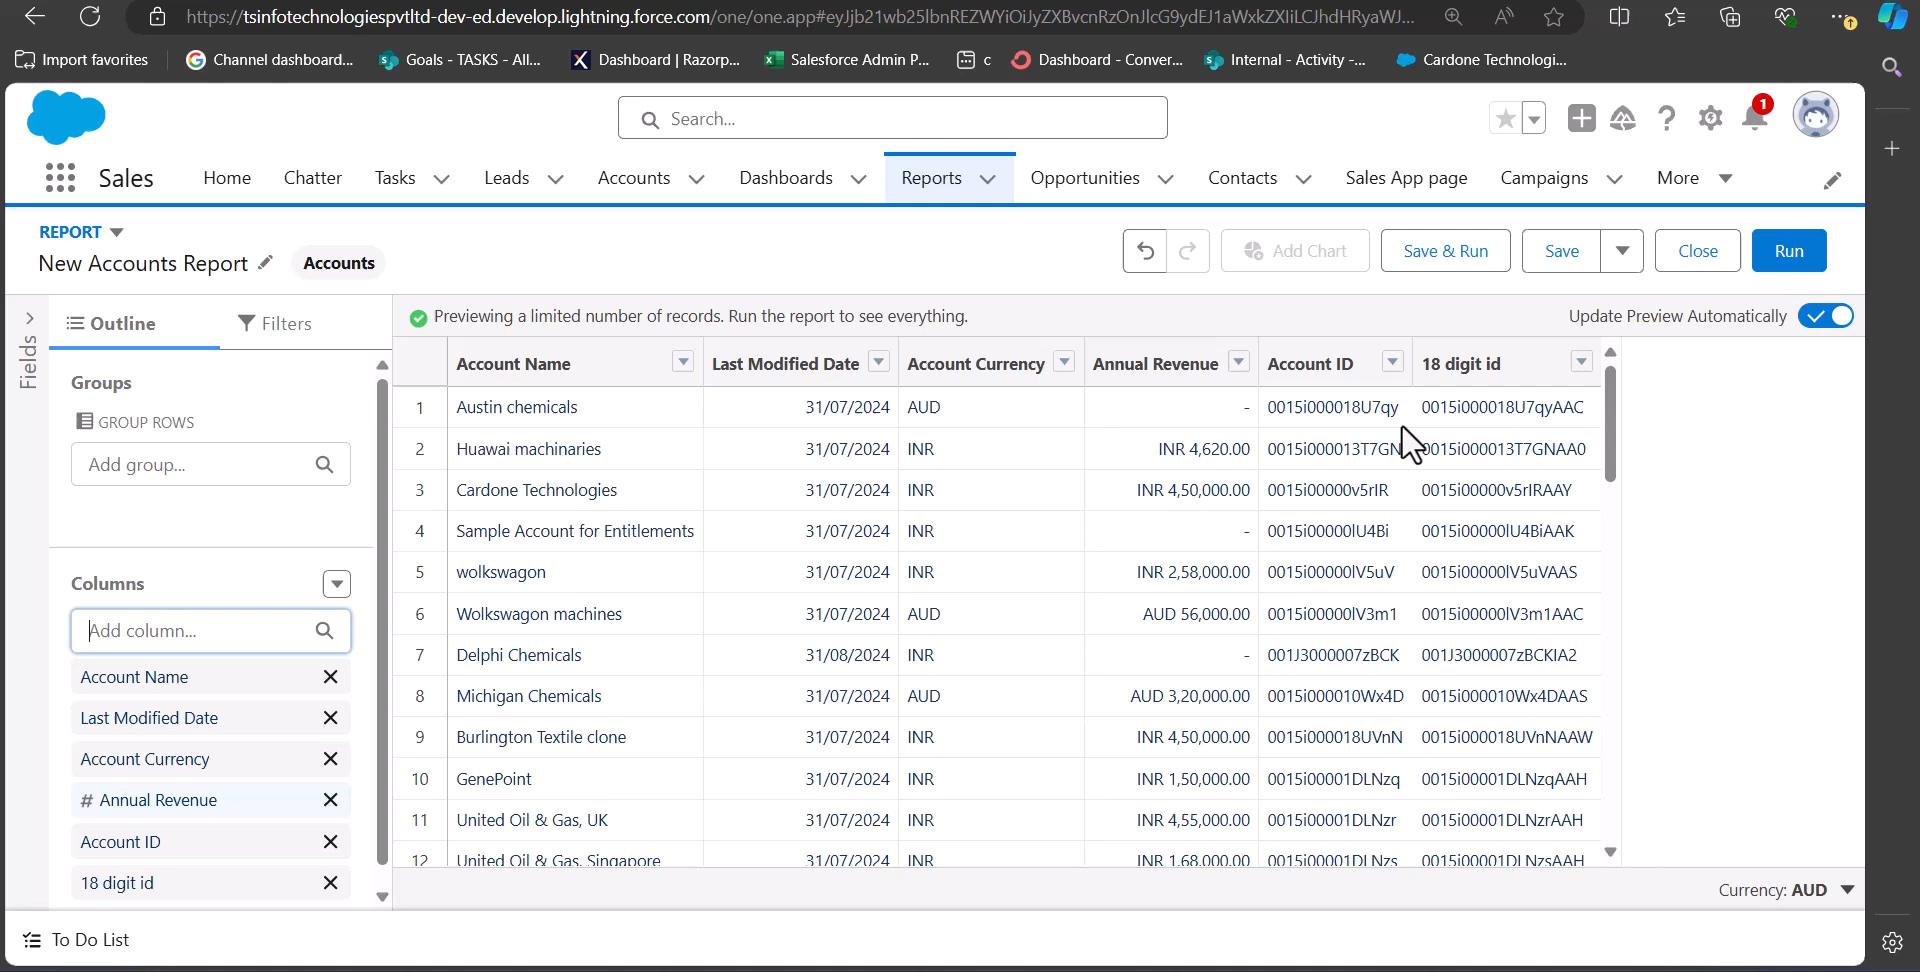 https://tsinfotechnologiespvtltd-dev-ed.develop.lightning.force.com/one/one.app#eyJjb21wb25lbnREZWYiOiJyZXBvcnRzOnJlcG9ydEJ1aWxkZXIiLCJhdHRyaWJ...
Import favorites Channel dashboard... Goals - TASKS - All... Dashboard | Razorp... Salesforce Admin P... c Dashboard - Conver... Internal - Activity -... Cardone Technologi...
Search... 1
Sales Home Chatter Tasks Leads Accounts Dashboards Reports Opportunities Contacts Sales App page Campaigns More
REPORT
New Accounts Report Accounts Add Chart Save & Run Save Close Run
Fields
Outline Filters
Previewing a limited number of records. Run the report to see everything. Update Preview Automatically
Groups
GROUP ROWS
Add group...
Columns
Add column...
Account Name
Last Modified Date
Account Currency
# Annual Revenue
Account ID
18 digit id
Account Name Last Modified Date Account Currency Annual Revenue Account ID 18 digit id
1 Austin chemicals 31/07/2024 AUD - 0015i000018U7qy 0015i000018U7qyAAC
2 Huawai machinaries 31/07/2024 INR INR 4,620.00 0015i000013T7GN 0015i000013T7GNAA0
3 Cardone Technologies 31/07/2024 INR INR 4,50,000.00 0015i00000v5rIR 0015i00000v5rIRAAY
4 Sample Account for Entitlements 31/07/2024 INR - 0015i00000lU4Bi 0015i00000lU4BiAAK
5 wolkswagon 31/07/2024 INR INR 2,58,000.00 0015i00000lV5uV 0015i00000lV5uVAAS
6 Wolkswagon machines 31/07/2024 AUD AUD 56,000.00 0015i00000lV3m1 0015i00000lV3m1AAC
7 Delphi Chemicals 31/08/2024 INR - 001J3000007zBCK 001J3000007zBCKIA2
8 Michigan Chemicals 31/07/2024 AUD AUD 3,20,000.00 0015i000010Wx4D 0015i000010Wx4DAAS
9 Burlington Textile clone 31/07/2024 INR INR 4,50,000.00 0015i000018UVnN 0015i000018UVnNAAW
10 GenePoint 31/07/2024 INR INR 1,50,000.00 0015i00001DLNzq 0015i00001DLNzqAAH
11 United Oil & Gas, UK 31/07/2024 INR INR 4,55,000.00 0015i00001DLNzr 0015i00001DLNzrAAH
12 United Oil & Gas, Singapore 31/07/2024 INR INR 1,68,000.00 0015i00001DLNzs 0015i00001DLNzsAAH
Currency: AUD
To Do List